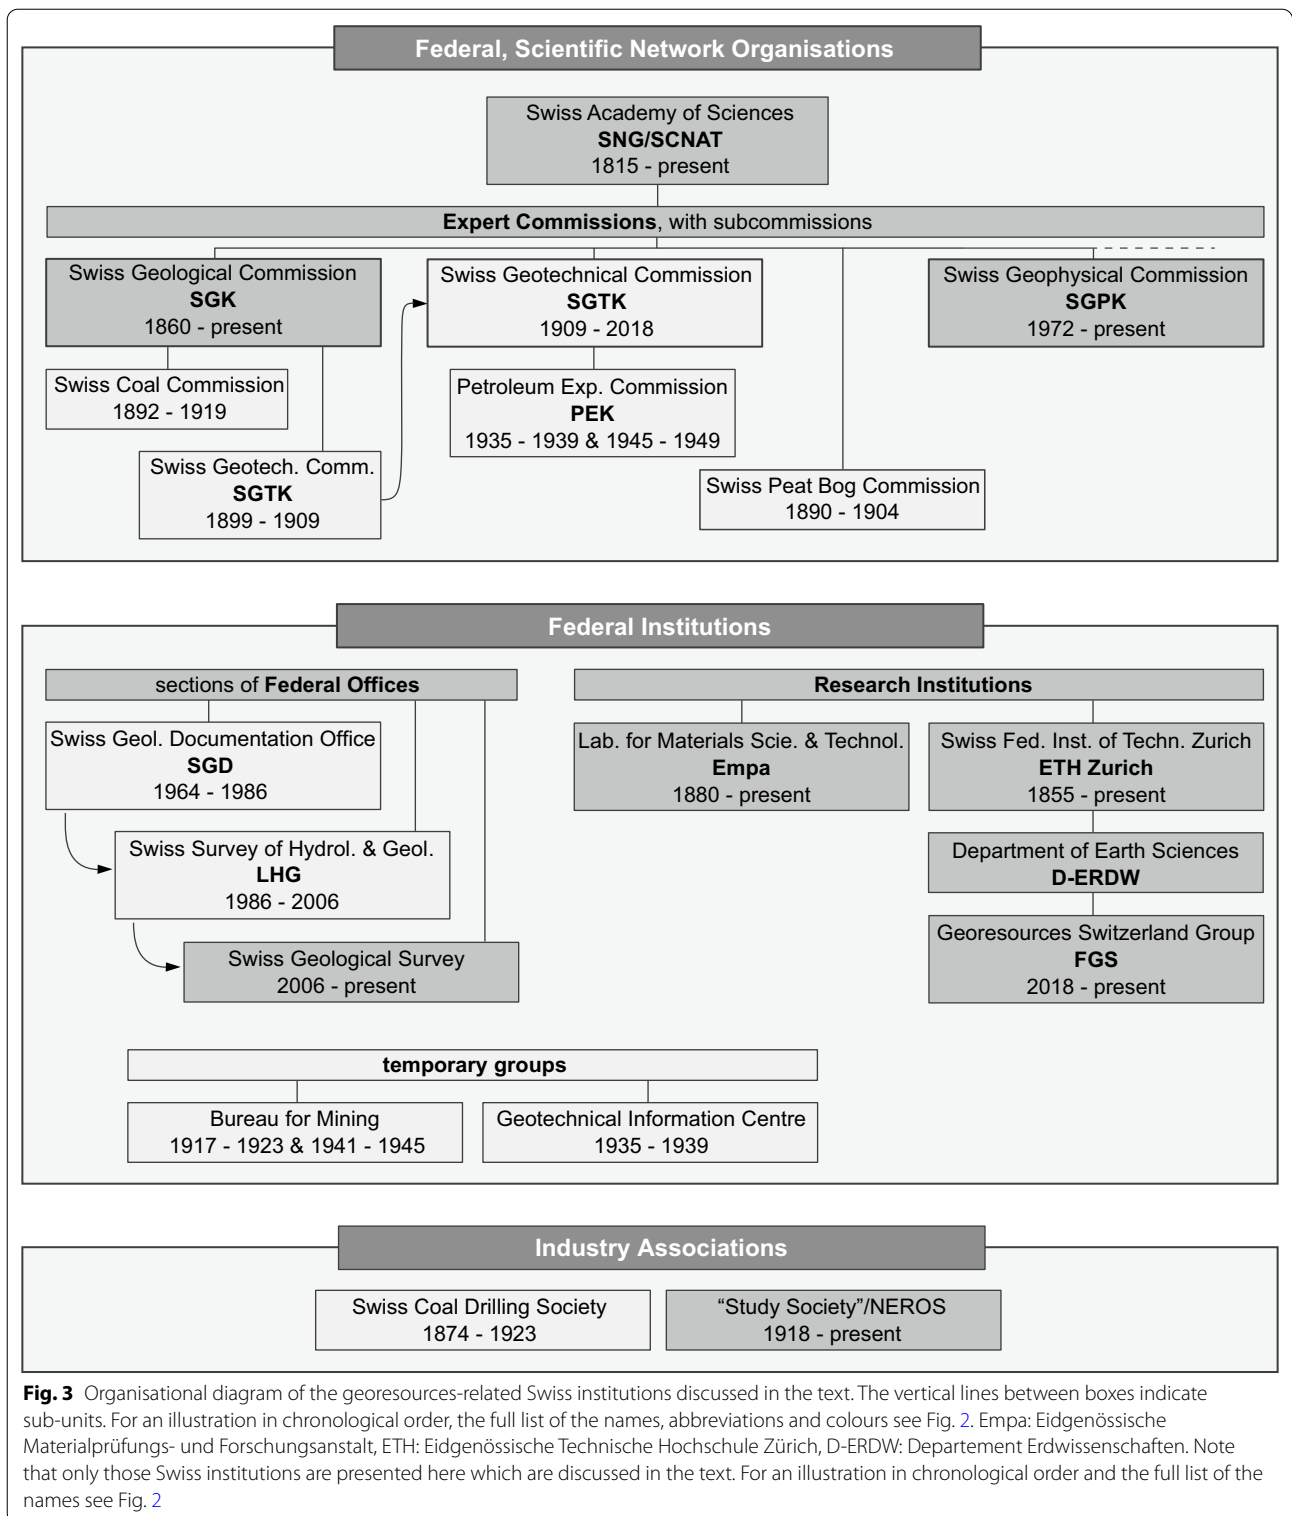 Federal, Scientific Network Organisations
Swiss Academy of Sciences
SNG/SCNAT
1815 - present
Expert Commissions, with subcommissions
Swiss Geological Commission
SGK
1860 - present
Swiss Geotechnical Commission
SGTK
1909 - 2018
Swiss Geophysical Commission
SGPK
1972 - present
Swiss Coal Commission
1892 - 1919
Petroleum Exp. Commission
PEK
1935 - 1939 & 1945 - 1949
Swiss Geotech. Comm.
SGTK
1899 - 1909
Swiss Peat Bog Commission
1890 - 1904
Federal Institutions
sections of Federal Offices
Swiss Geol. Documentation Office
SGD
1964 - 1986
Swiss Survey of Hydrol. & Geol.
LHG
1986 - 2006
Swiss Geological Survey
2006 - present
Research Institutions
Lab. for Materials Scie. & Technol.
Empa
1880 - present
Swiss Fed. Inst. of Techn. Zurich
ETH Zurich
1855 - present
Department of Earth Sciences
D-ERDW
Georesources Switzerland Group
FGS
2018 - present
temporary groups
Bureau for Mining
1917 - 1923 & 1941 - 1945
Geotechnical Information Centre
1935 - 1939
Industry Associations
Swiss Coal Drilling Society
1874 - 1923
“Study Society”/NEROS
1918 - present
Fig. 3 Organisational diagram of the georesources-related Swiss institutions discussed in the text. The vertical lines between boxes indicate
sub-units. For an illustration in chronological order, the full list of the names, abbreviations and colours see Fig. 2. Empa: Eidgenössische
Materialprüfungs- und Forschungsanstalt, ETH: Eidgenössische Technische Hochschule Zürich, D-ERDW: Departement Erdwissenschaften. Note
that only those Swiss institutions are presented here which are discussed in the text. For an illustration in chronological order and the full list of the
names see Fig. 2